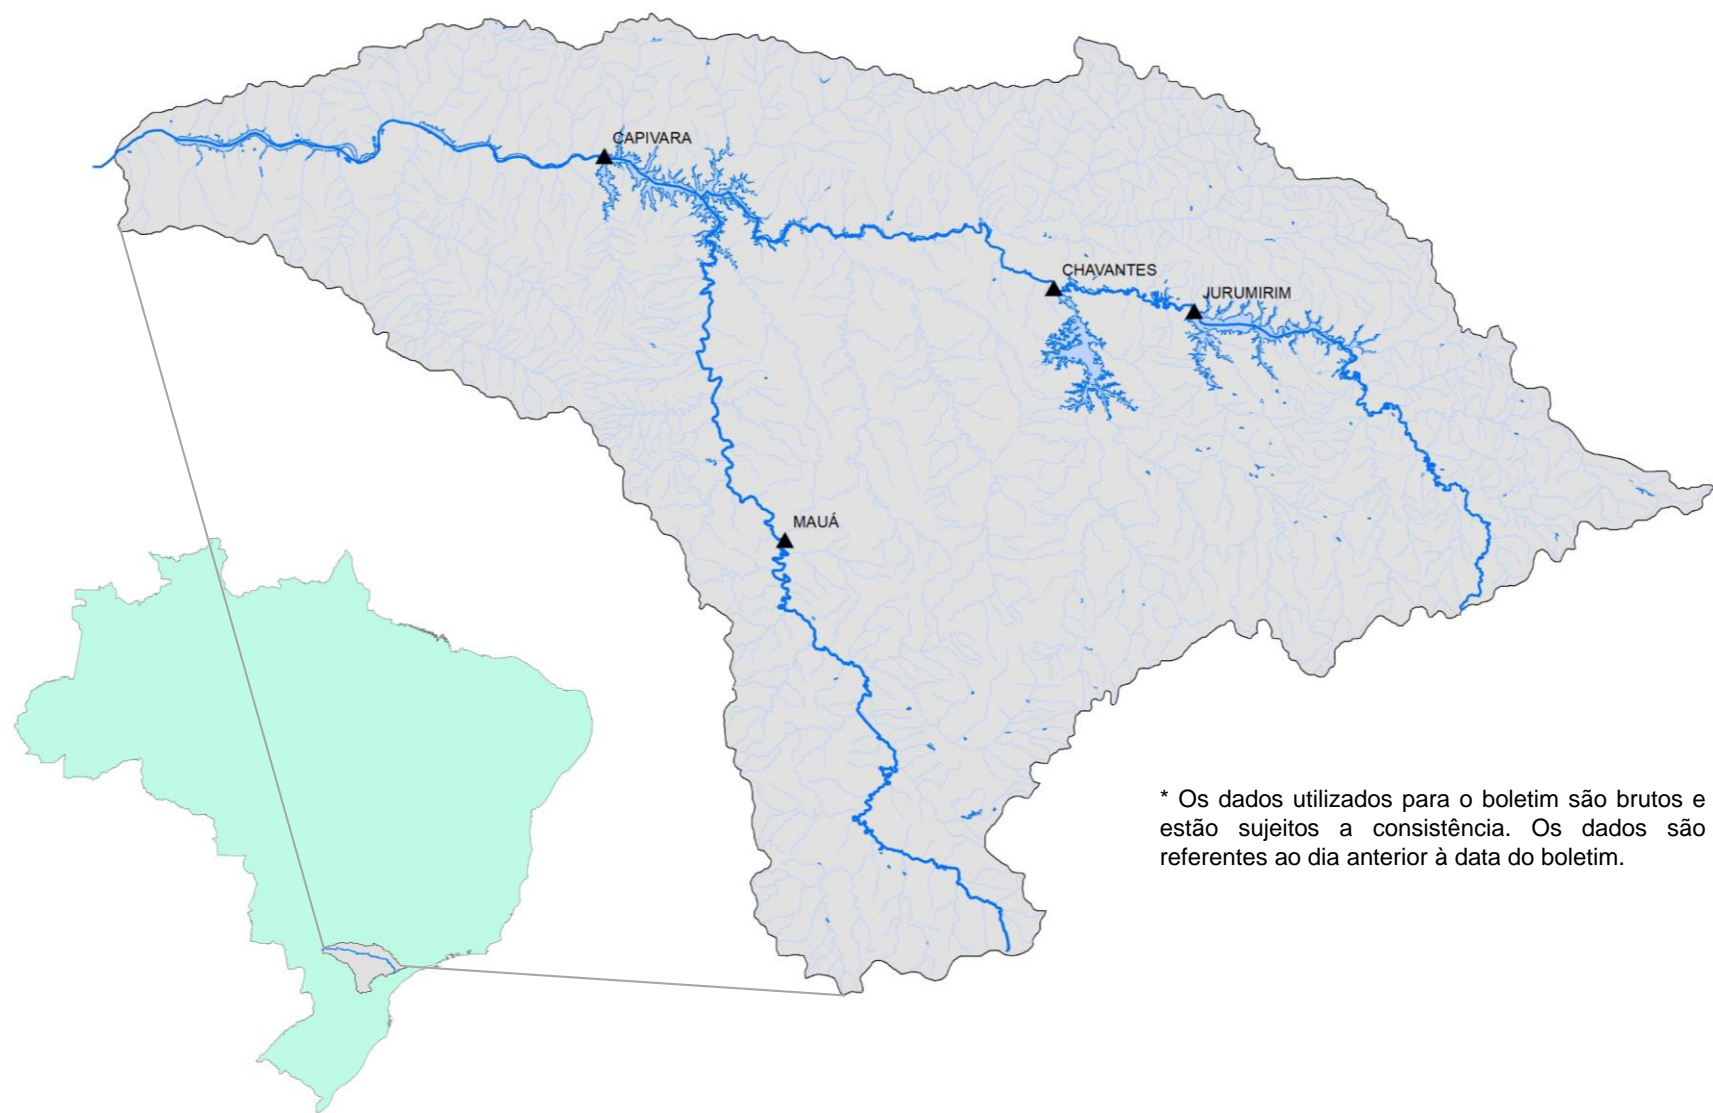 CAPIVARA
CHAVANTES
JURUMIRIM
MAUÁ
* Os dados utilizados para o boletim são brutos e
estão sujeitos a consistência. Os dados são
referentes ao dia anterior à data do boletim.